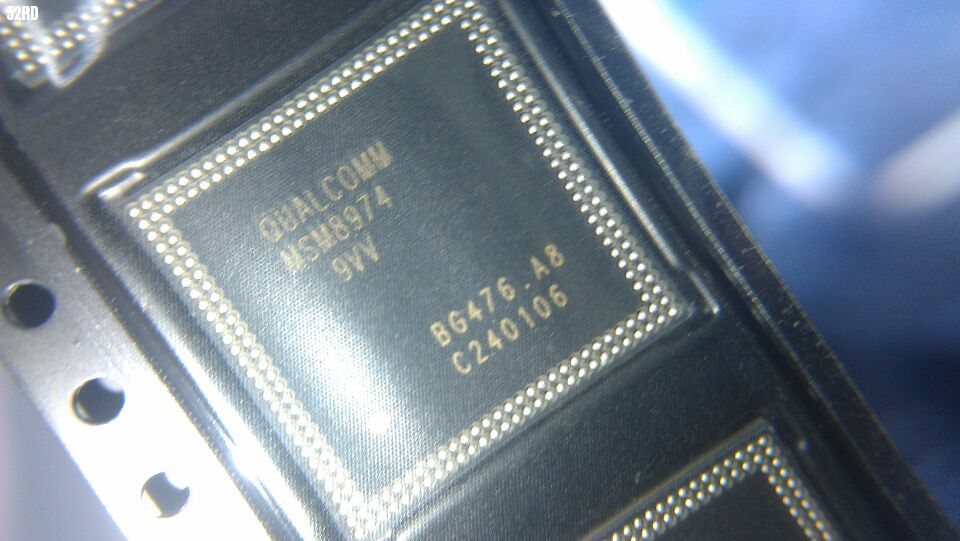 52RD
QUALCOMM
MSM8974
9VV
BG476.A8
C240106